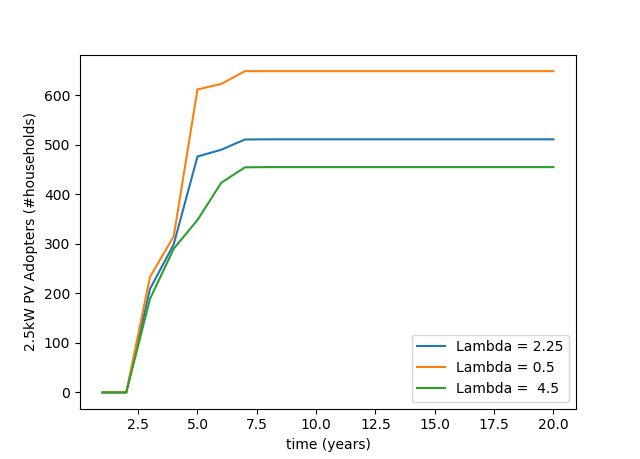 600
500
400
300
200
100
0
2.5kW PV Adopters (#households)
Lambda = 2.25
Lambda = 0.5
Lambda =  4.5
2.5 5.0 7.5 10.0 12.5 15.0 17.5 20.0
time (years)